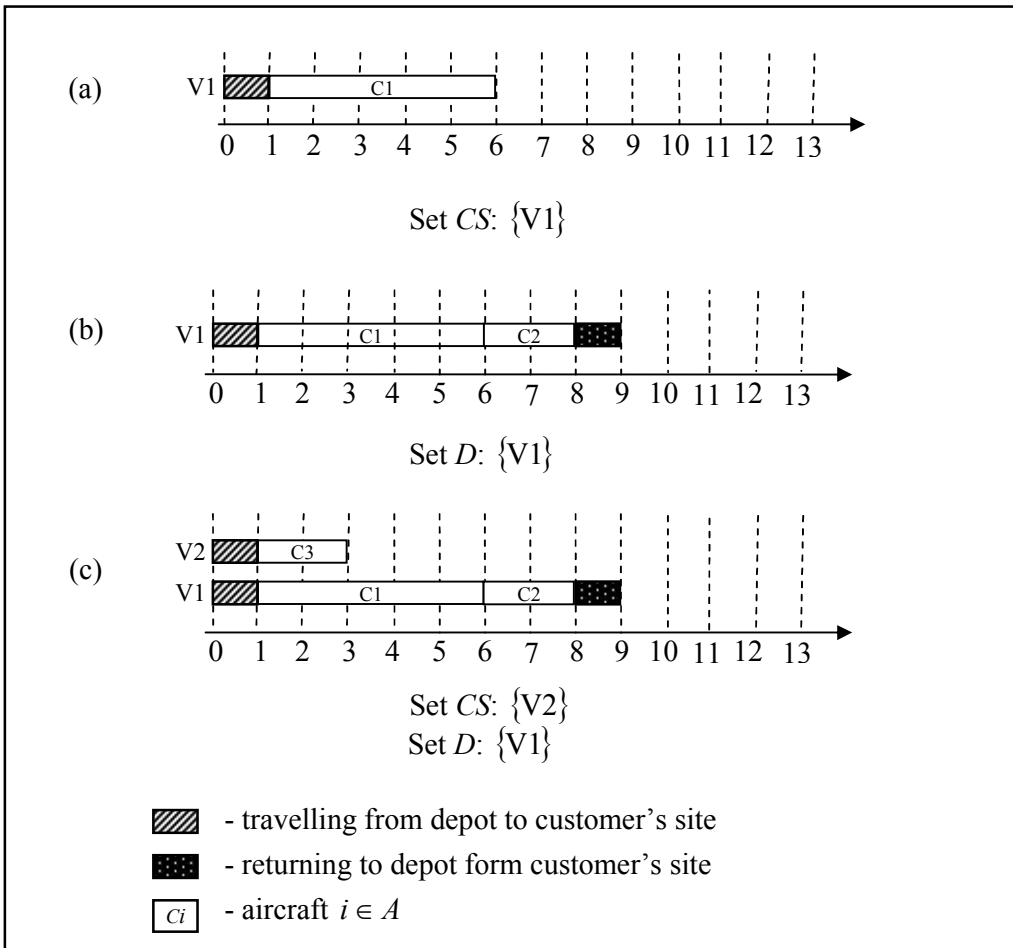 (a)
V1 C1
0 1 2 3 4 5 6 7 8 9 10 11 12 13
Set CS: {V1}
(b)
V1 C1 C2
0 1 2 3 4 5 6 7 8 9 10 11 12 13
Set D: {V1}
(c)
V2 C3
V1 C1 C2
0 1 2 3 4 5 6 7 8 9 10 11 12 13
Set CS: {V2}
Set D: {V1}
- travelling from depot to customer's site
- returning to depot form customer's site
Ci - aircraft i ∈ A